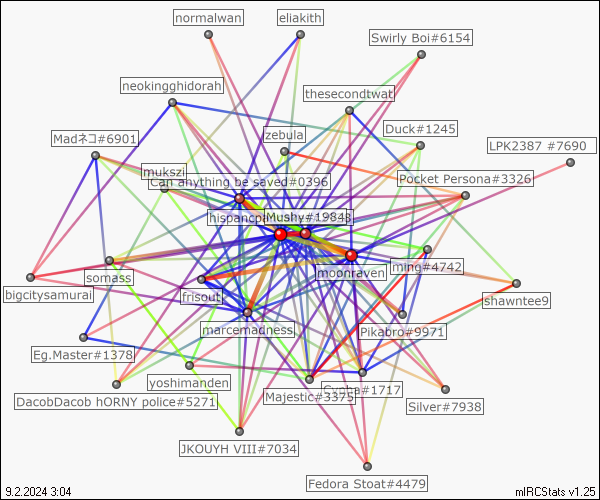 normalwan
eliakith
Swirly Boi#6154
neokingghidorah
thesecondtwat
zebula
Duck#1245
Madネコ#6901
LPK2387 #7690
mukszi
Can anything be saved#0396
Pocket Persona#3326
Mushy#1984
moonraven
ming#4742
somass
bigcitysamurai
frisout
shawntee9
marcemadness
Pikabro#9971
Eg.Master#1378
yoshimanden
#1717
DacobDacob hORNY police#5271
Majestic#3375
Silver#7938
JKOUYH VIII#7034
Fedora Stoat#4479
9.2.2024 3:04
mIRCStats v1.25